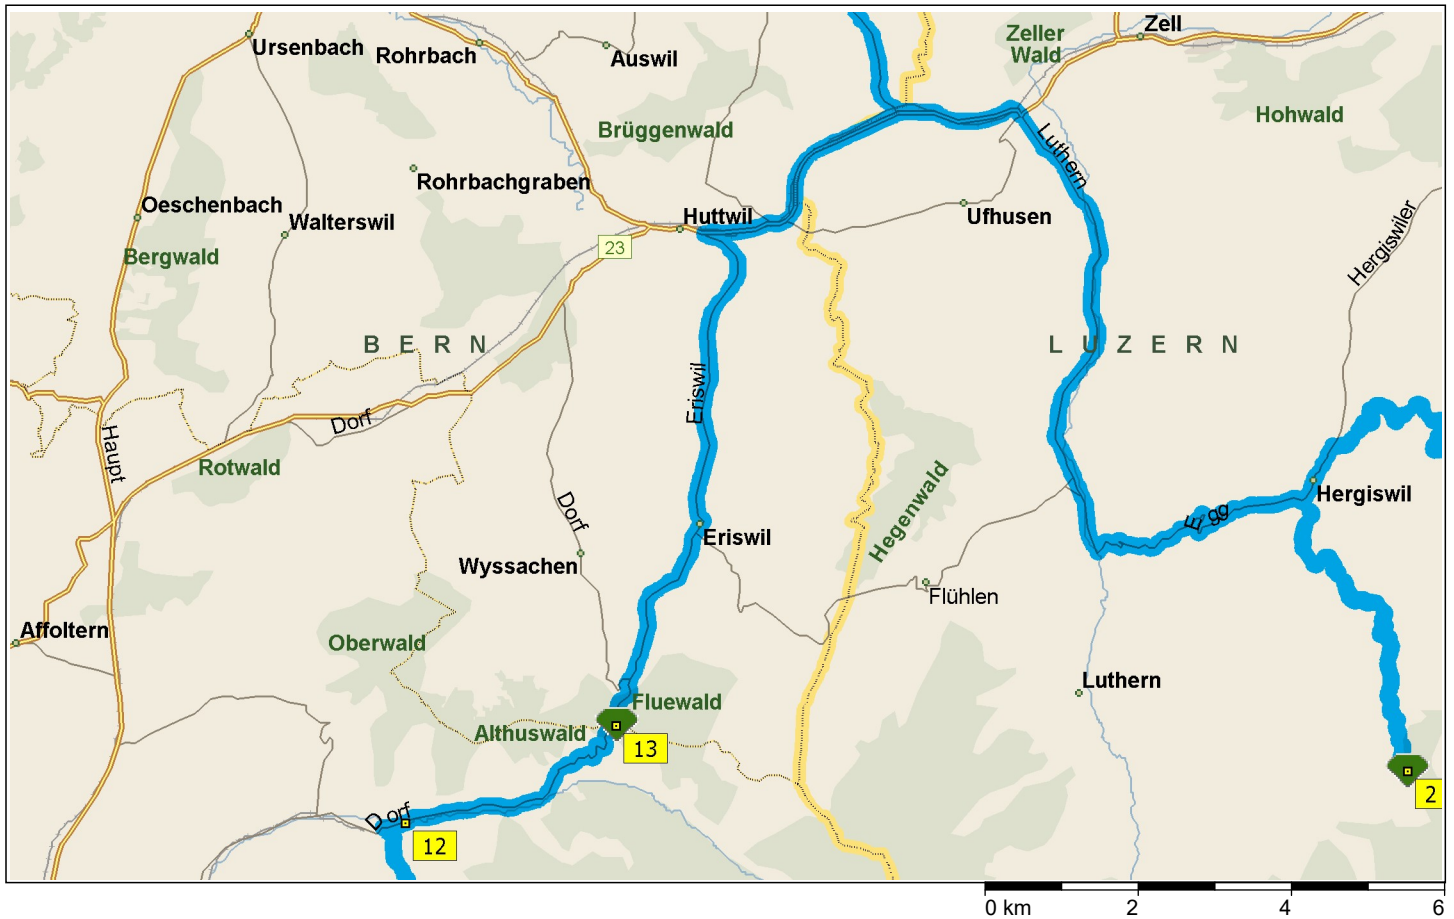 Zell
Zeller
Wald
Ursenbach
Rohrbach
Auswil
Hohwald
Brüggenwald
Luthern
Rohrbachgraben
Oeschenbach
Walterswil
Huttwil
Ufhusen
Hergiswiler
23
Bergwald
BERN
LUZERN
Eriswil
Dorf
Haupt
Rotwald
Hergiswil
Dorf
Hegenwald
Egg
Eriswil
Wyssachen
Flühlen
Affoltern
Oberwald
Luthern
Fluewald
Althuswald
13
2
Dorf
12
0 km 2 4 6